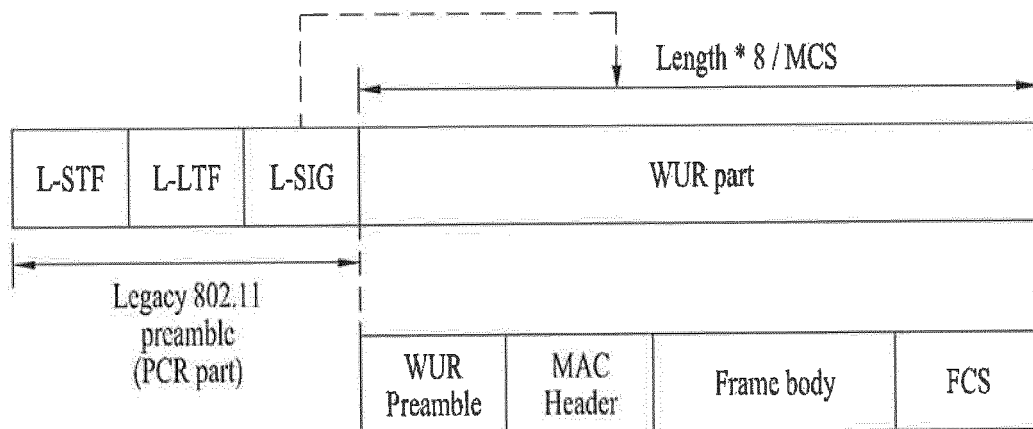 Length * 8 / MCS
L-STF
L-LTF
L-SIG
WUR part
Legacy 802.11
preamble
(PCR part)
WUR
Preamble
MAC
Header
Frame body
FCS